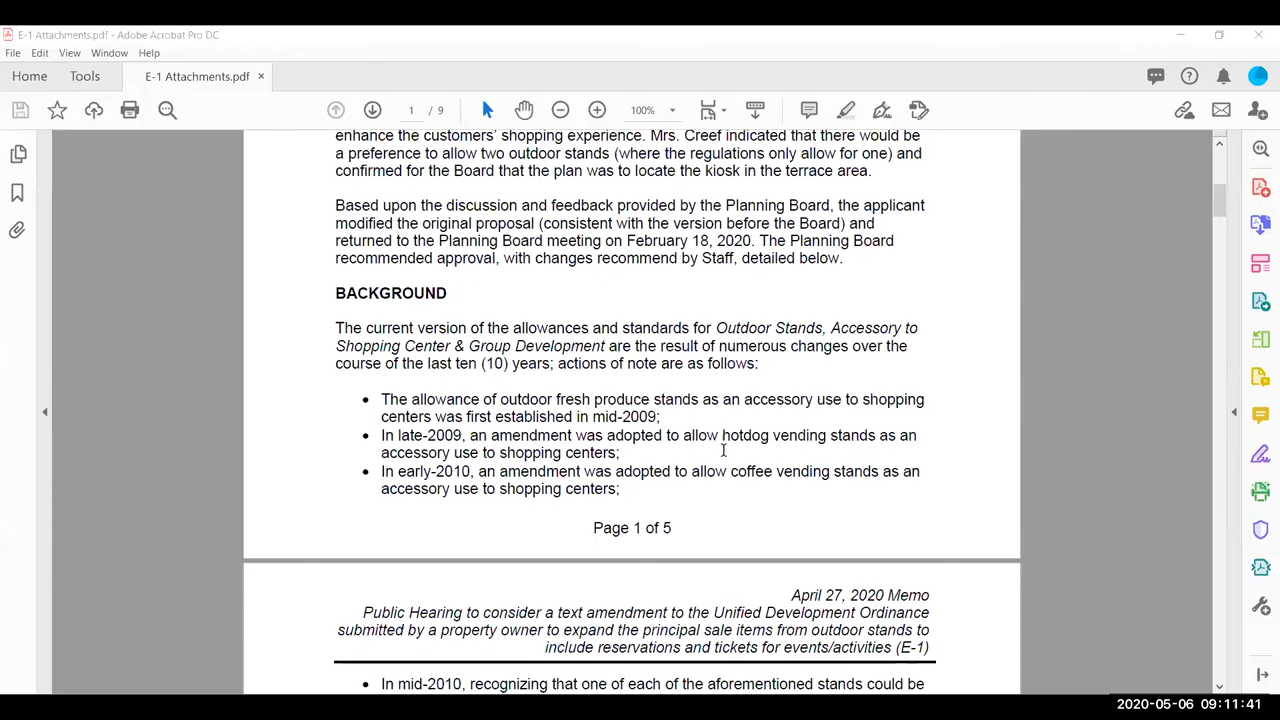 E-1 Attachments.pdf - Adobe Acrobat Pro DC
File Edit View Window Help
Home Tools E-1 Attachments.pdf ×
1 / 9 100%
enhance the customers' shopping experience. Mrs. Creef indicated that there would be
a preference to allow two outdoor stands (where the regulations only allow for one) and
confirmed for the Board that the plan was to locate the kiosk in the terrace area.
Based upon the discussion and feedback provided by the Planning Board, the applicant
modified the original proposal (consistent with the version before the Board) and
returned to the Planning Board meeting on February 18, 2020. The Planning Board
recommended approval, with changes recommend by Staff, detailed below.
BACKGROUND
The current version of the allowances and standards for Outdoor Stands, Accessory to
Shopping Center & Group Development are the result of numerous changes over the
course of the last ten (10) years; actions of note are as follows:
• The allowance of outdoor fresh produce stands as an accessory use to shopping
centers was first established in mid-2009;
• In late-2009, an amendment was adopted to allow hotdog vending stands as an
accessory use to shopping centers;
• In early-2010, an amendment was adopted to allow coffee vending stands as an
accessory use to shopping centers;
Page 1 of 5
April 27, 2020 Memo
Public Hearing to consider a text amendment to the Unified Development Ordinance
submitted by a property owner to expand the principal sale items from outdoor stands to
include reservations and tickets for events/activities (E-1)
• In mid-2010, recognizing that one of each of the aforementioned stands could be
2020-05-06 09:11:41